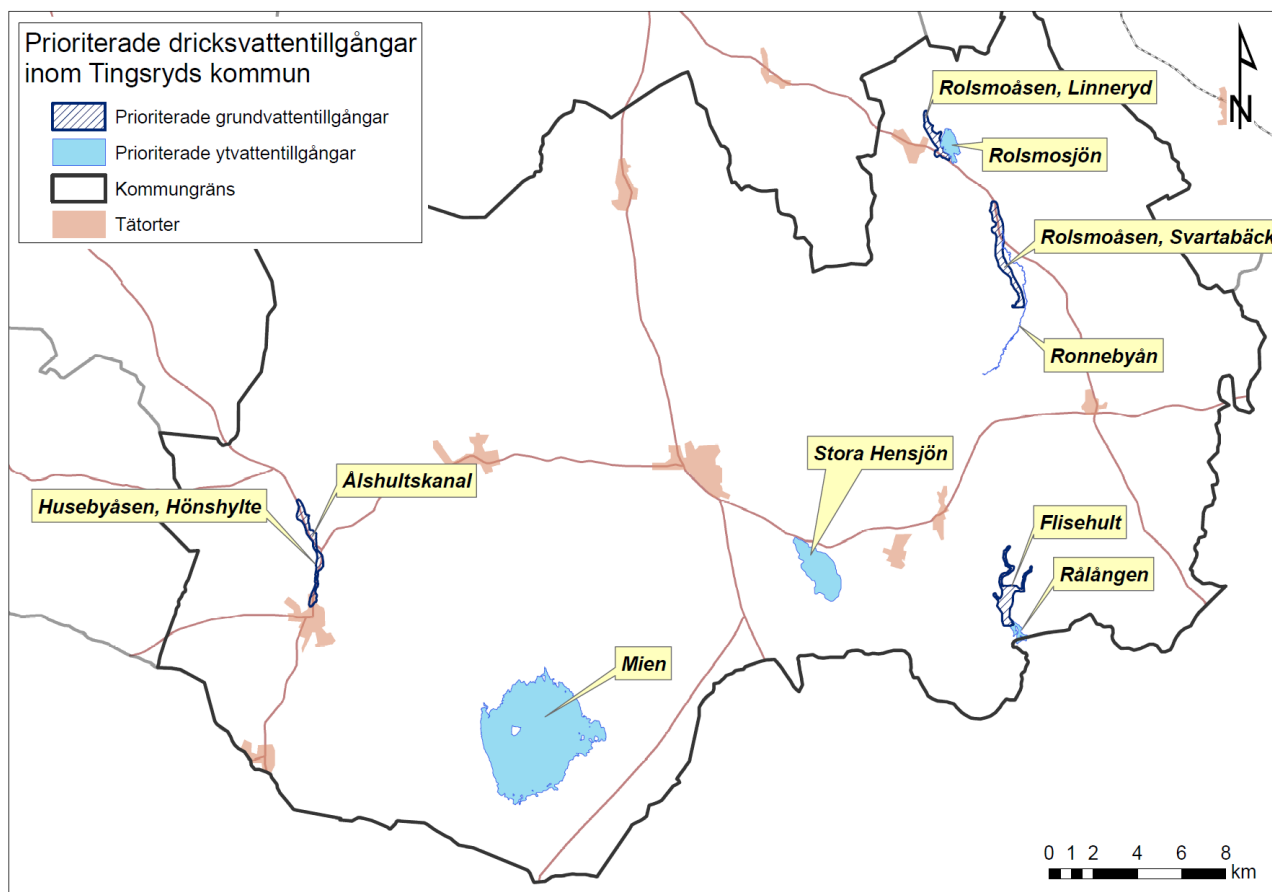 Prioriterade dricksvattentillgångar
inom Tingsryds kommun
Prioriterade grundvattentillgångar
Prioriterade ytvattentillgångar
Kommungräns
Tätorter
N
Rolsmoåsen, Linneryd
Rolsmosjön
Rolsmoåsen, Svartabäck
Ronnebyån
Stora Hensjön
Ålshultskanal
Husebyåsen, Hönshylte
Flisehult
Rålången
Mien
0 1 2 4 6 8
km